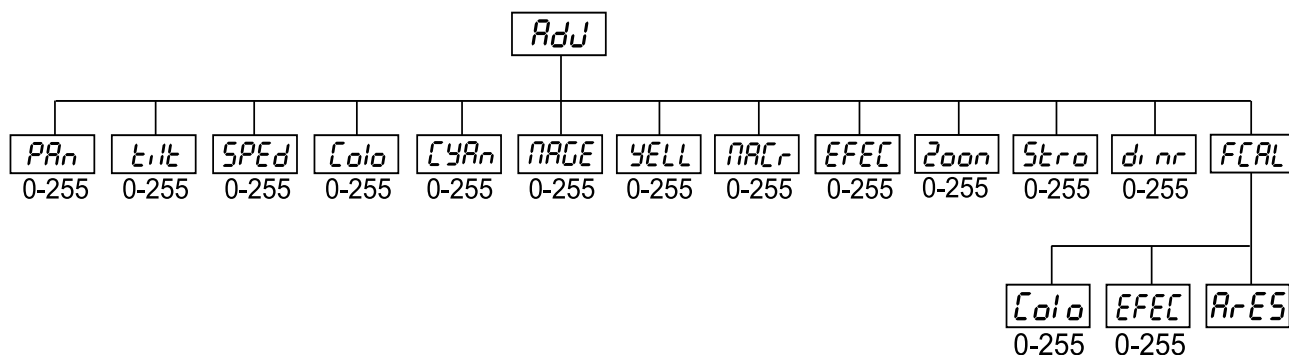 AdJ
PAn tilt SPEd Colo CYAn MAGE YELL MACr EFEC Zoon Stro dinr FCAL
0-255 0-255 0-255 0-255 0-255 0-255 0-255 0-255 0-255 0-255 0-255 0-255
Colo EFEC ArES
0-255 0-255